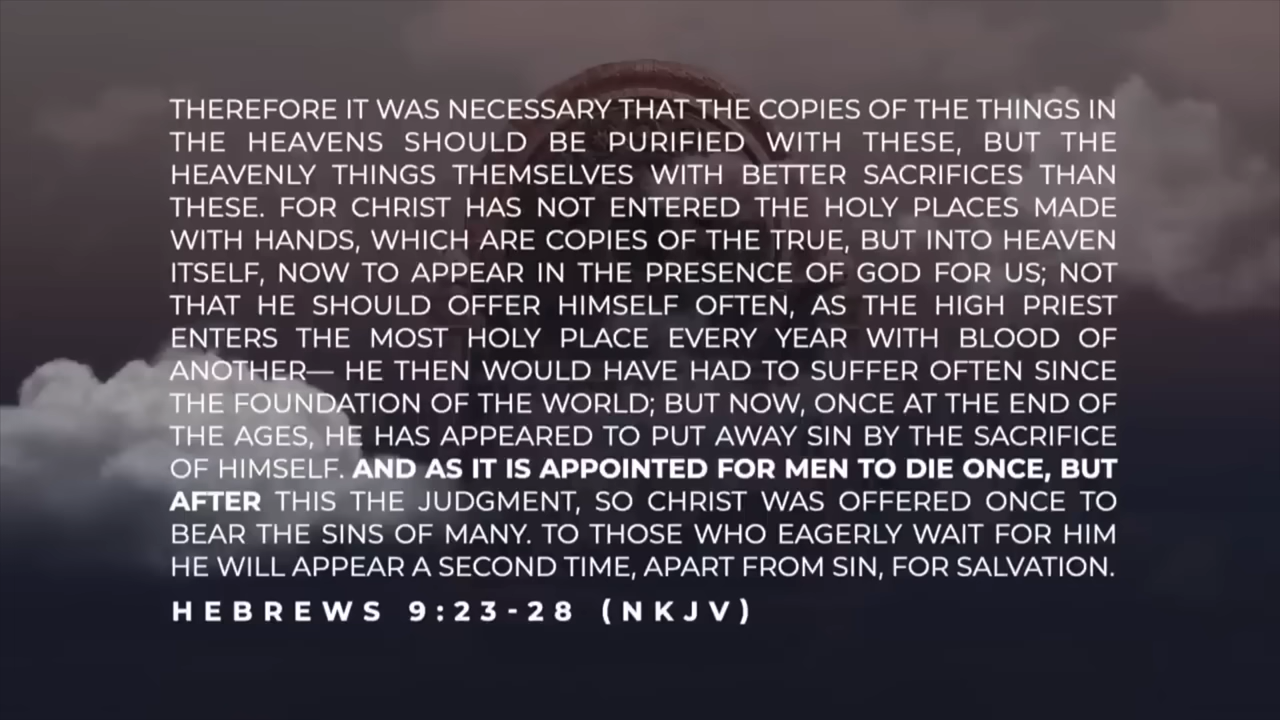 THEREFORE IT WAS NECESSARY THAT THE COPIES OF THE THINGS IN
THE HEAVENS SHOULD BE PURIFIED WITH THESE, BUT THE
HEAVENLY THINGS THEMSELVES WITH BETTER SACRIFICES THAN
THESE. FOR CHRIST HAS NOT ENTERED THE HOLY PLACES MADE
WITH HANDS, WHICH ARE COPIES OF THE TRUE, BUT INTO HEAVEN
ITSELF, NOW TO APPEAR IN THE PRESENCE OF GOD FOR US; NOT
THAT HE SHOULD OFFER HIMSELF OFTEN, AS THE HIGH PRIEST
ENTERS THE MOST HOLY PLACE EVERY YEAR WITH BLOOD OF
ANOTHER— HE THEN WOULD HAVE HAD TO SUFFER OFTEN SINCE
THE FOUNDATION OF THE WORLD; BUT NOW, ONCE AT THE END OF
THE AGES, HE HAS APPEARED TO PUT AWAY SIN BY THE SACRIFICE
OF HIMSELF. AND AS IT IS APPOINTED FOR MEN TO DIE ONCE, BUT
AFTER THIS THE JUDGMENT, SO CHRIST WAS OFFERED ONCE TO
BEAR THE SINS OF MANY. TO THOSE WHO EAGERLY WAIT FOR HIM
HE WILL APPEAR A SECOND TIME, APART FROM SIN, FOR SALVATION.
HEBREWS 9:23-28 (NKJV)